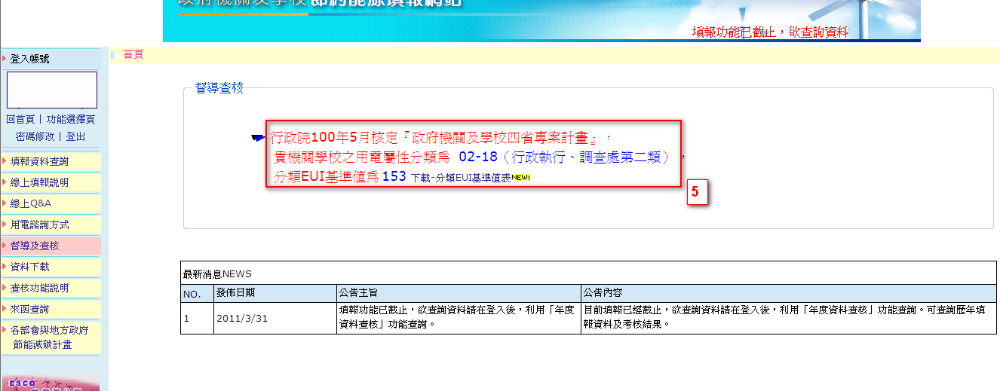 政府機關及學校 節約能源填報網站
填報功能已截止，欲查詢資料
登入帳號
首頁
回首頁 | 功能選擇頁
密碼修改 | 登出
填報資料查詢
線上填報說明
線上Q&A
用電諮詢方式
督導及查核
資料下載
查核功能說明
來函查詢
各部會與地方政府
節能減碳計畫
ESCO
督導查核
行政院100年5月核定『政府機關及學校四省專案計畫』，
貴機關學校之用電屬性分類為 02-18（行政執行、調查處第二類），
分類EUI基準值為 153 下載-分類EUI基準值表NEW!
5
最新消息NEWS
NO. 發佈日期 公告主旨 公告內容
1 2011/3/31 填報功能已截止，欲查詢資料請在登入後，利用「年度資料查核」功能查詢。 目前填報已經截止，欲查詢資料請在登入後，利用「年度資料查核」功能查詢。可查詢歷年填報資料及考核結果。